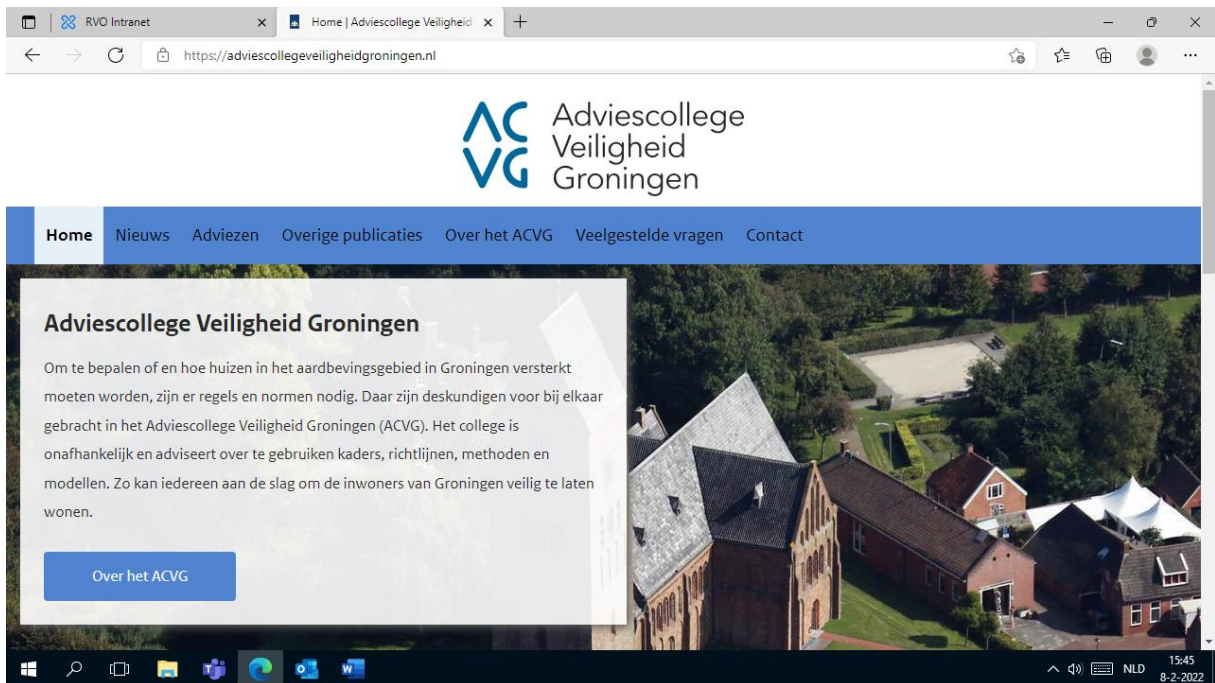 RVO Intranet
Home | Adviescollege Veiligheid
https://adviescollegeveiligheidgroningen.nl
AC
VG
Adviescollege
Veiligheid
Groningen
Home Nieuws Adviezen Overige publicaties Over het ACVG Veelgestelde vragen Contact
Adviescollege Veiligheid Groningen
Om te bepalen of en hoe huizen in het aardbevingsgebied in Groningen versterkt
moeten worden, zijn er regels en normen nodig. Daar zijn deskundigen voor bij elkaar
gebracht in het Adviescollege Veiligheid Groningen (ACVG). Het college is
onafhankelijk en adviseert over te gebruiken kaders, richtlijnen, methoden en
modellen. Zo kan iedereen aan de slag om de inwoners van Groningen veilig te laten
wonen.
Over het ACVG
NLD
15:45
8-2-2022